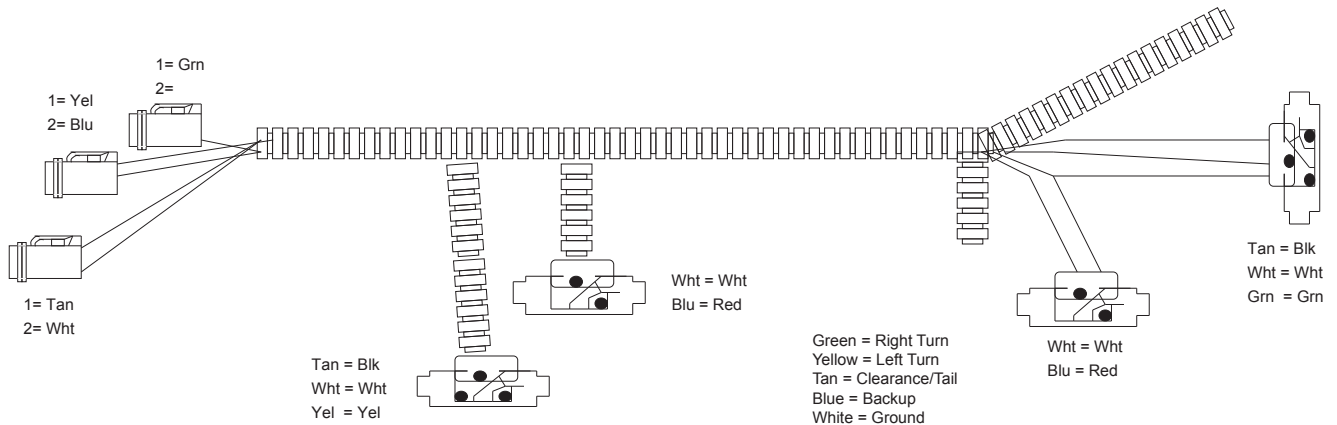 1= Grn
2=
1= Yel
2= Blu
1= Tan
2= Wht
Tan = Blk
Wht = Wht
Yel = Yel
Wht = Wht
Blu = Red
Green = Right Turn
Yellow = Left Turn
Tan = Clearance/Tail
Blue = Backup
White = Ground
Wht = Wht
Blu = Red
Tan = Blk
Wht = Wht
Grn = Grn